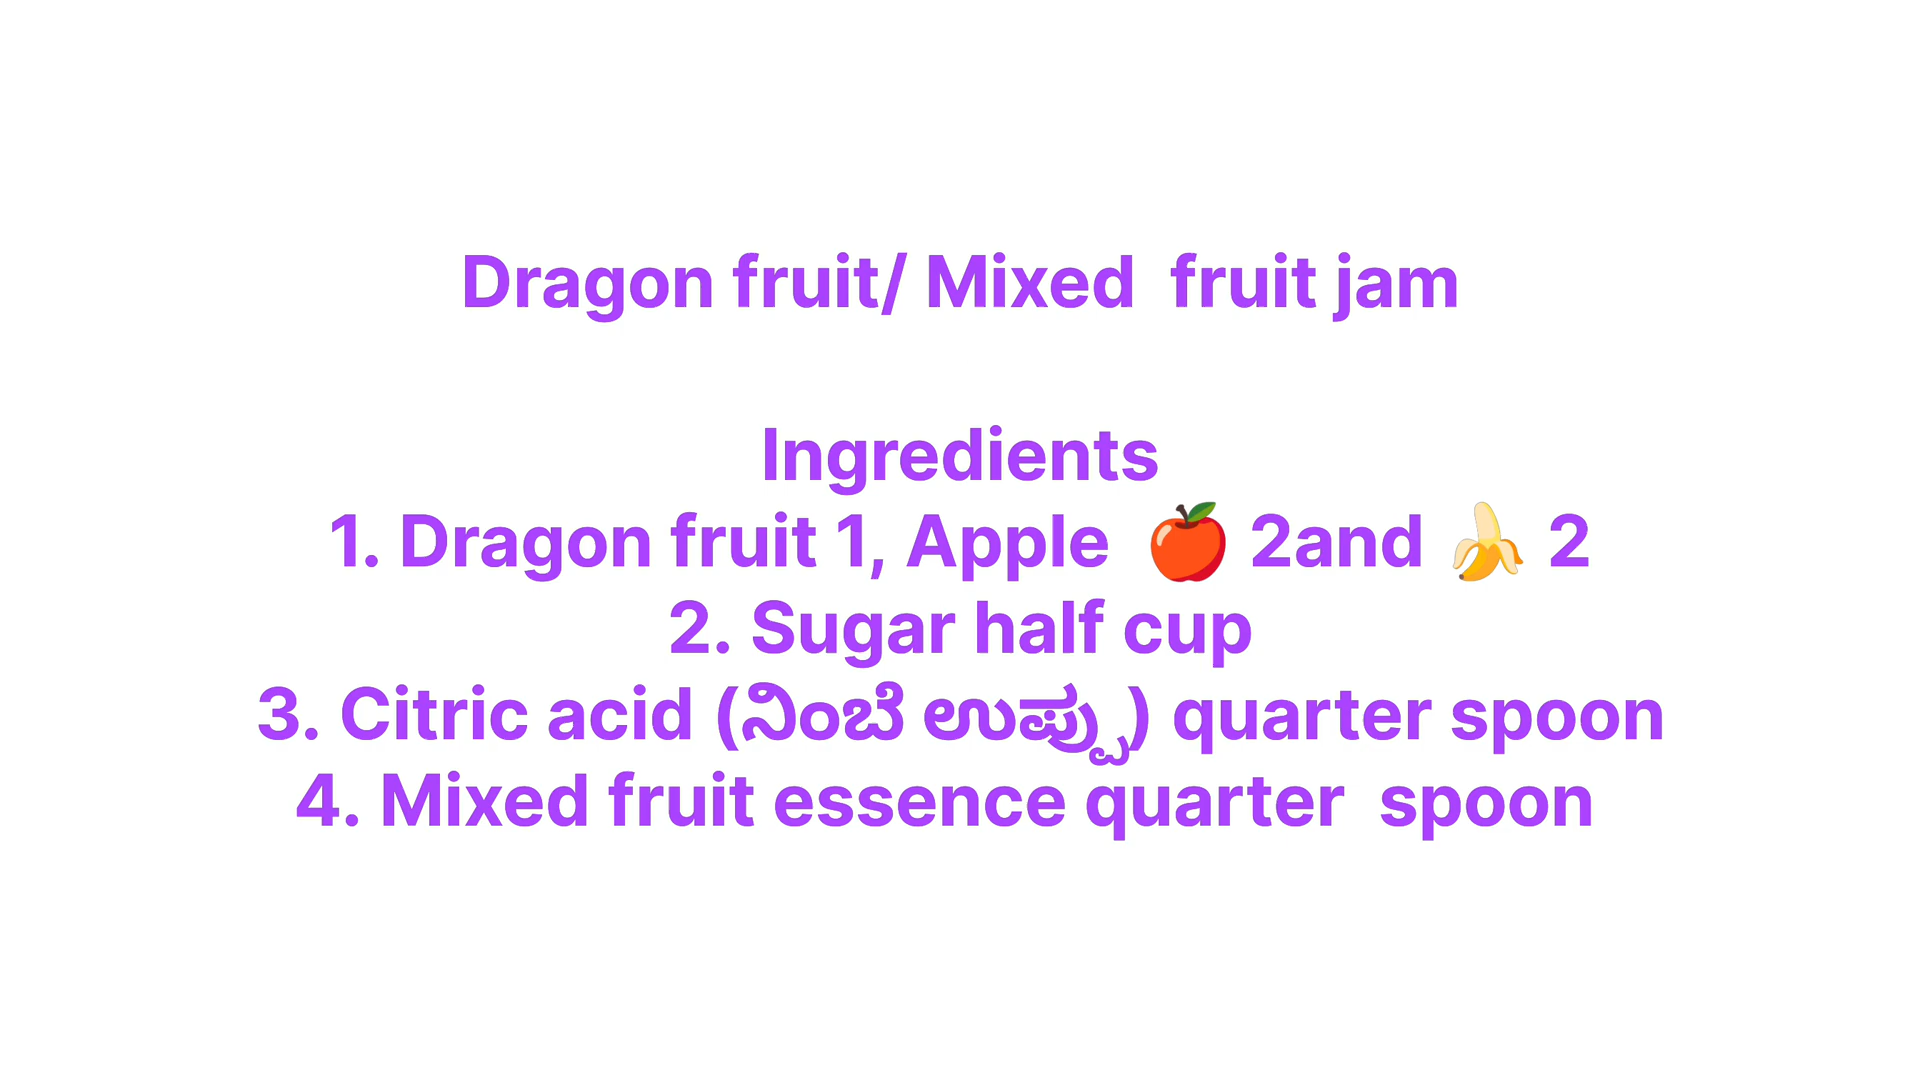 Dragon fruit/ Mixed  fruit jam
Ingredients
1. Dragon fruit 1, Apple  🍎 2and 🍌 2
2. Sugar half cup
3. Citric acid (ನಿಂಬೆ ಉಪ್ಪು) quarter spoon
4. Mixed fruit essence quarter  spoon